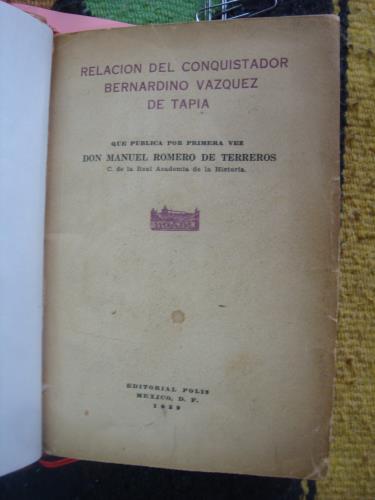 RELACION DEL CONQUISTADOR
BERNARDINO VAZQUEZ
DE TAPIA
QUE PUBLICA POR PRIMERA VEZ
DON MANUEL ROMERO DE TERREROS
C. de la Real Academia de la Historia.
EDITORIAL POLIS
MEXICO, D. F.
1939